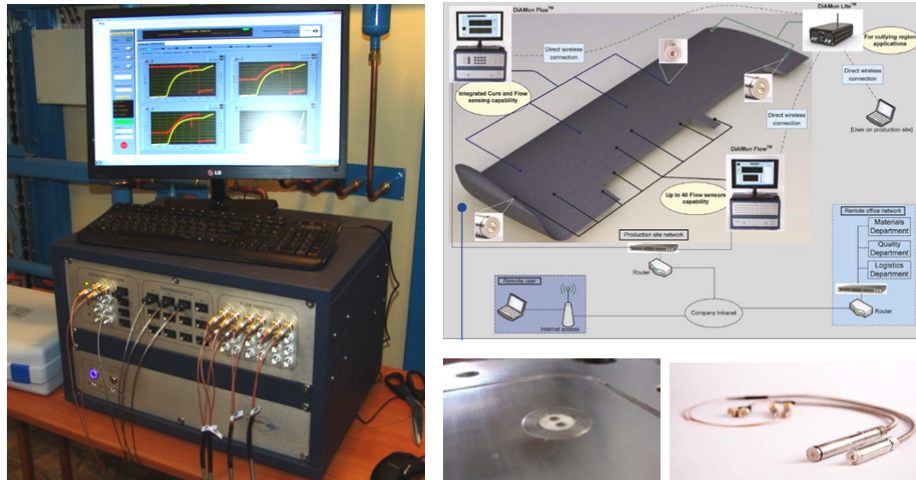 LG
DiAMon Plus™
DiAMon Lite™
Direct wireless
connection
For outlying region
applications
Direct wireless
connection
Integrated Cure and Flow
sensing capability
Direct wireless
connection
[User on production site]
DiAMon Flow™
Up to 40 Flow sensors
capability
Remote office network
Materials
Department
Quality
Department
Logistics
Department
Production site network
Router
Remote user
Internet access
Company Intranet
Router